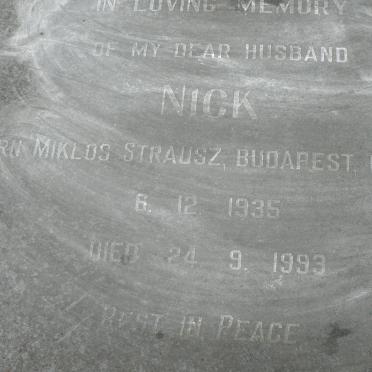 IN LOVING MEMORY
OF MY DEAR HUSBAND
NICK
MIKLOS STRAUSZ, BUDAPEST,
6. 12 1935
DIED 24 9. 1993
REST IN PEACE